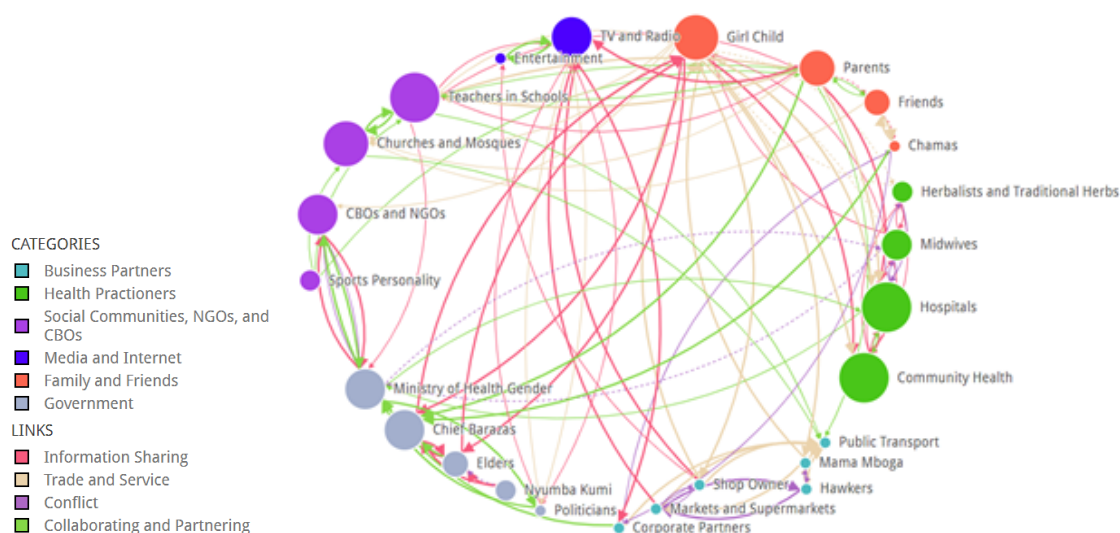 TV and Radio
Girl Child
Entertainment
Parents
Teachers in Schools
Friends
Churches and Mosques
Chamas
Herbalists and Traditional Herbs
CBOs and NGOs
Midwives
Sports Personality
Hospitals
Community Health
Ministry of Health Gender
Chief Barazas
Public Transport
Elders
Mama Mboga
Nyumba Kumi
Shop Owner
Hawkers
Politicians
Markets and Supermarkets
Corporate Partners
CATEGORIES
Business Partners
Health Practioners
Social Communities, NGOs, and
CBOs
Media and Internet
Family and Friends
Government
LINKS
Information Sharing
Trade and Service
Conflict
Collaborating and Partnering